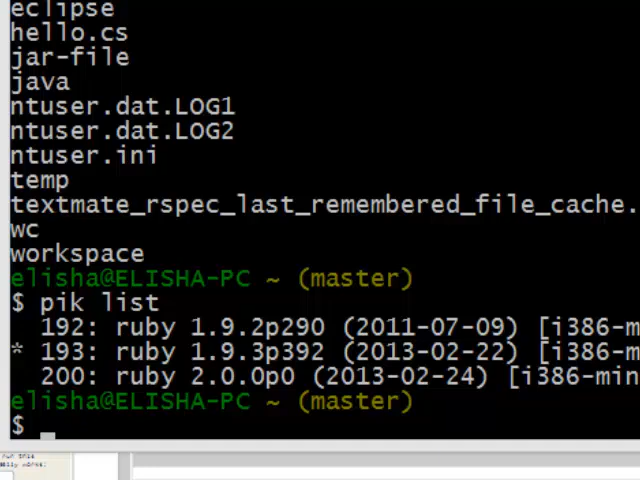 eclipse
hello.cs
jar-file
java
ntuser.dat.LOG1
ntuser.dat.LOG2
ntuser.ini
temp
textmate_rspec_last_remembered_file_cache.
wc
workspace
elisha@ELISHA-PC ~ (master)
$ pik list
192: ruby 1.9.2p290 (2011-07-09) [i386-m
* 193: ruby 1.9.3p392 (2013-02-22) [i386-m
200: ruby 2.0.0p0 (2013-02-24) [i386-min
elisha@ELISHA-PC ~ (master)
$